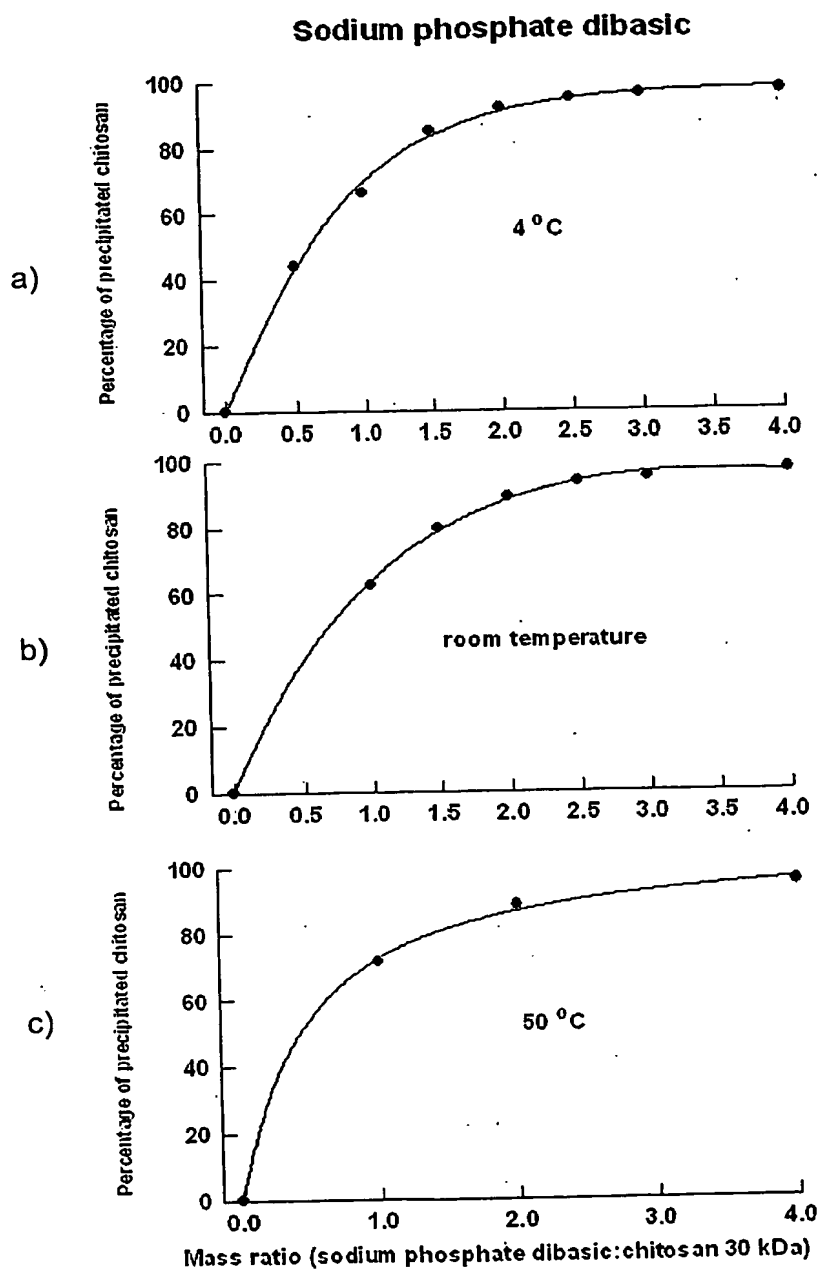 Sodium phosphate dibasic
a)
Percentage of precipitated chitosan
100
80
60
40
20
0
4 °C
0.0 0.5 1.0 1.5 2.0 2.5 3.0 3.5 4.0
b)
Percentage of precipitated chitosan
100
80
60
40
20
0
room temperature
0.0 0.5 1.0 1.5 2.0 2.5 3.0 3.5 4.0
c)
Percentage of precipitated chitosan
100
80
60
40
20
0
50 °C
0.0 1.0 2.0 3.0 4.0
Mass ratio (sodium phosphate dibasic:chitosan 30 kDa)